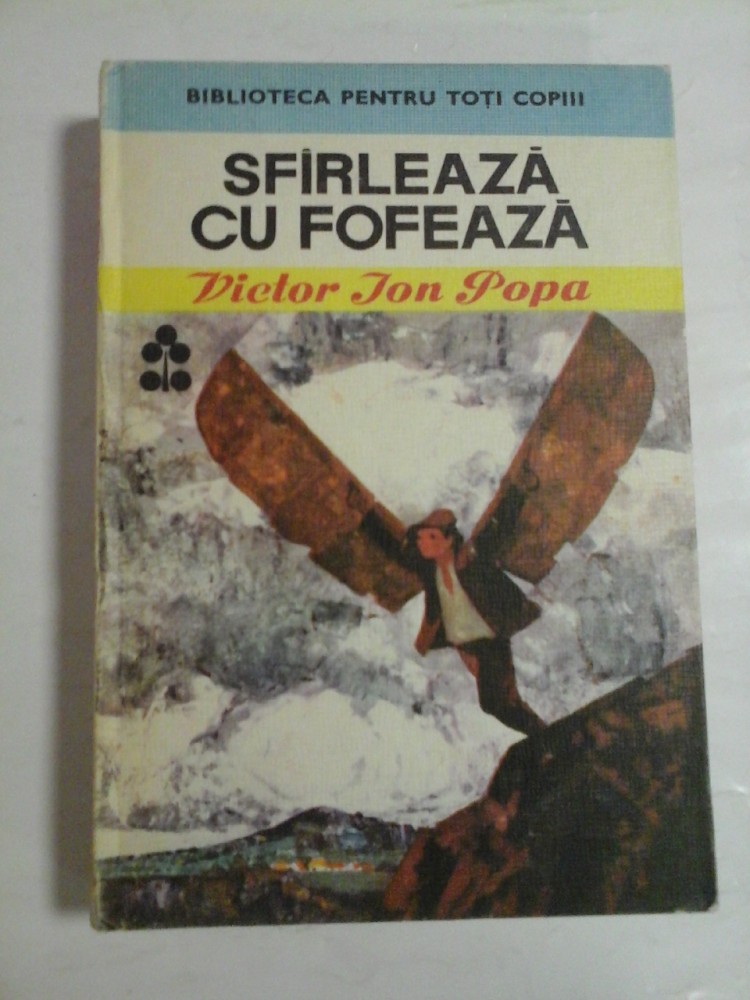 BIBLIOTECA PENTRU TOȚI COPIII
SFÎRLEAZĂ
CU FOFEAZĂ
Victor Ion Popa